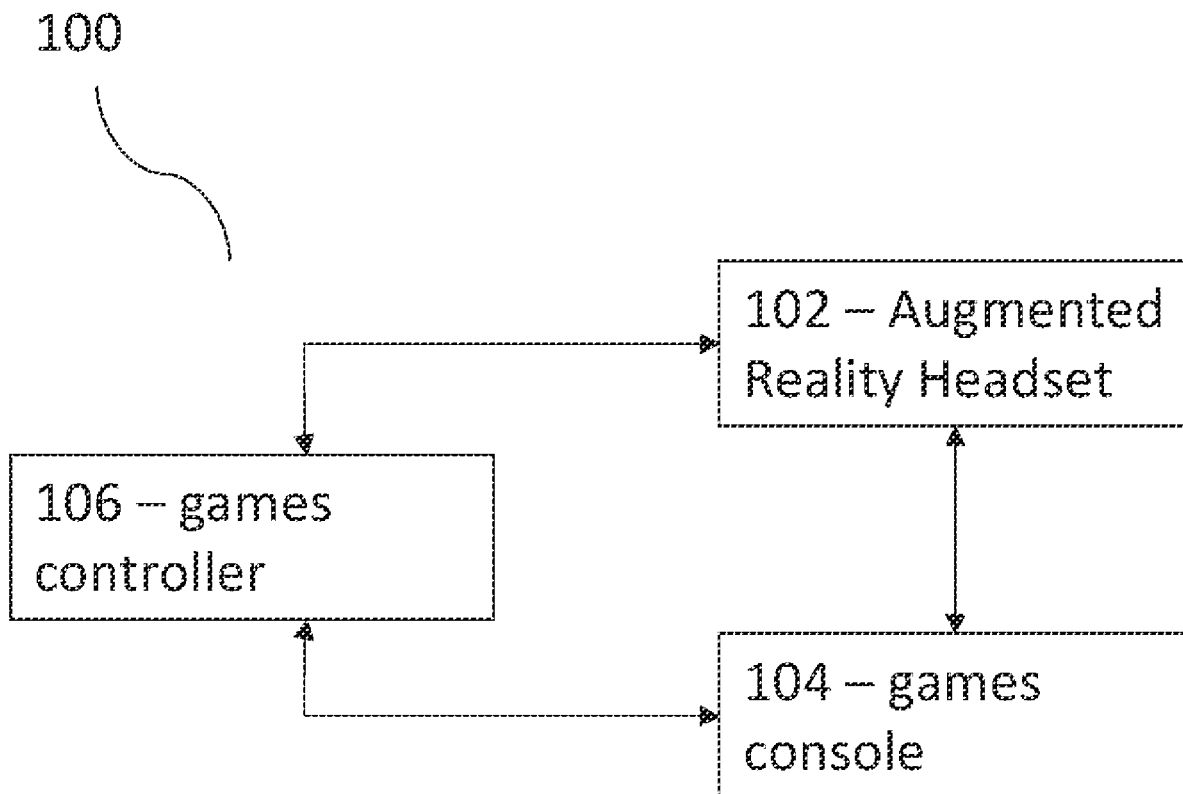 100
102 – Augmented
Reality Headset
106 – games
controller
104 – games
console